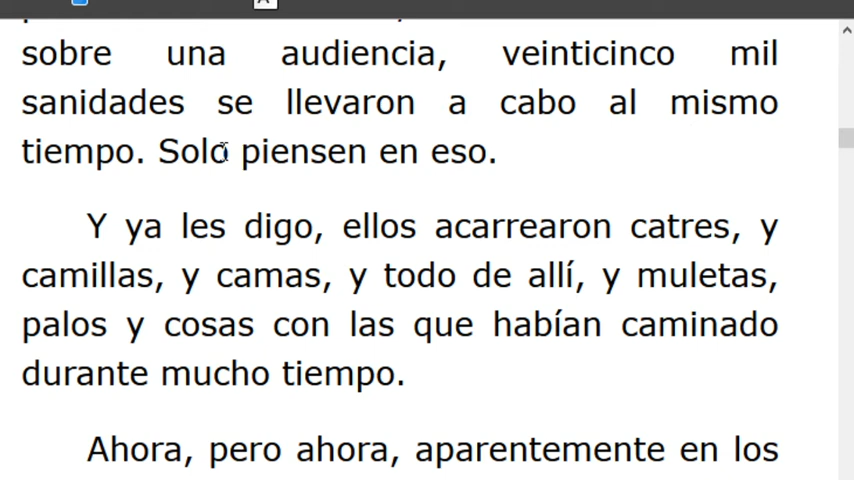 sobre una audiencia, veinticinco mil
sanidades se llevaron a cabo al mismo
tiempo. Solo piensen en eso.
Y ya les digo, ellos acarrearon catres, y
camillas, y camas, y todo de allí, y muletas,
palos y cosas con las que habían caminado
durante mucho tiempo.
Ahora, pero ahora, aparentemente en los